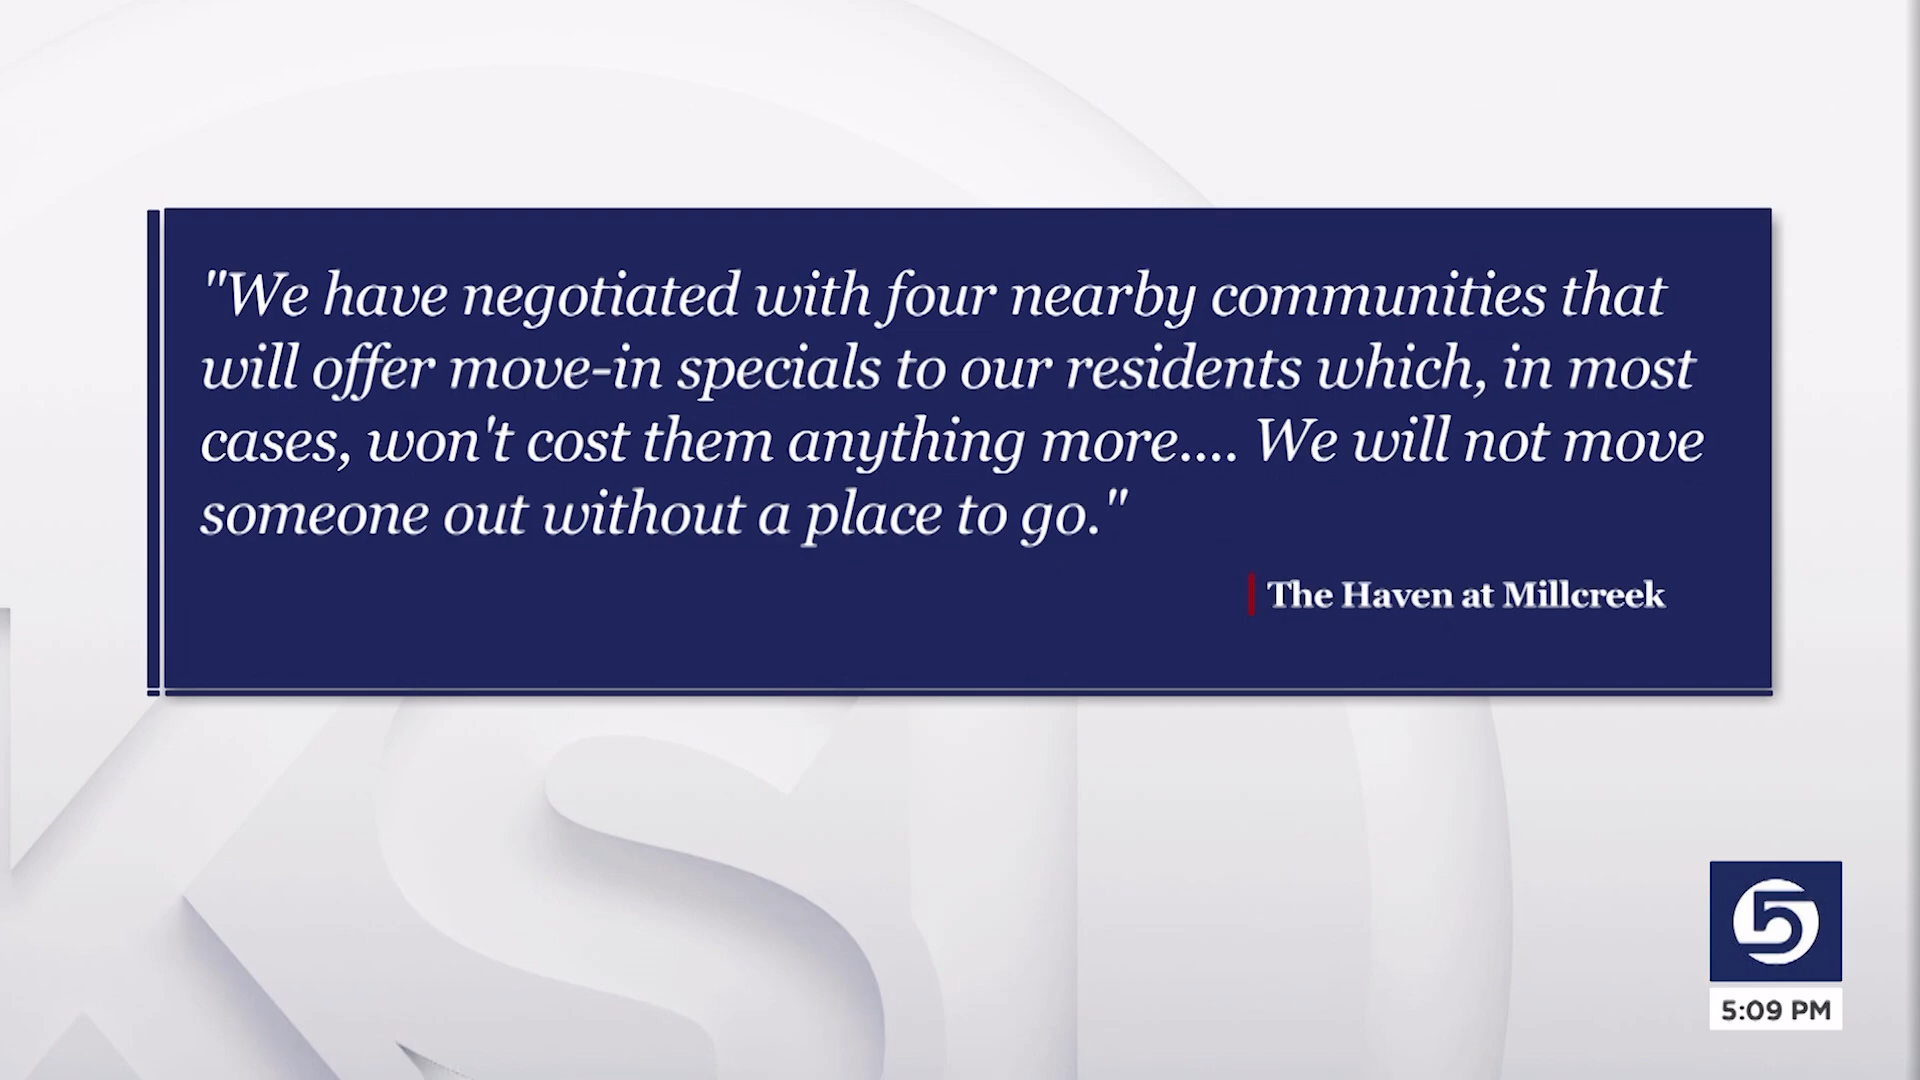 "We have negotiated with four nearby communities that
will offer move-in specials to our residents which, in most
cases, won't cost them anything more.... We will not move
someone out without a place to go."
The Haven at Millcreek
KSL
5
5:09 PM